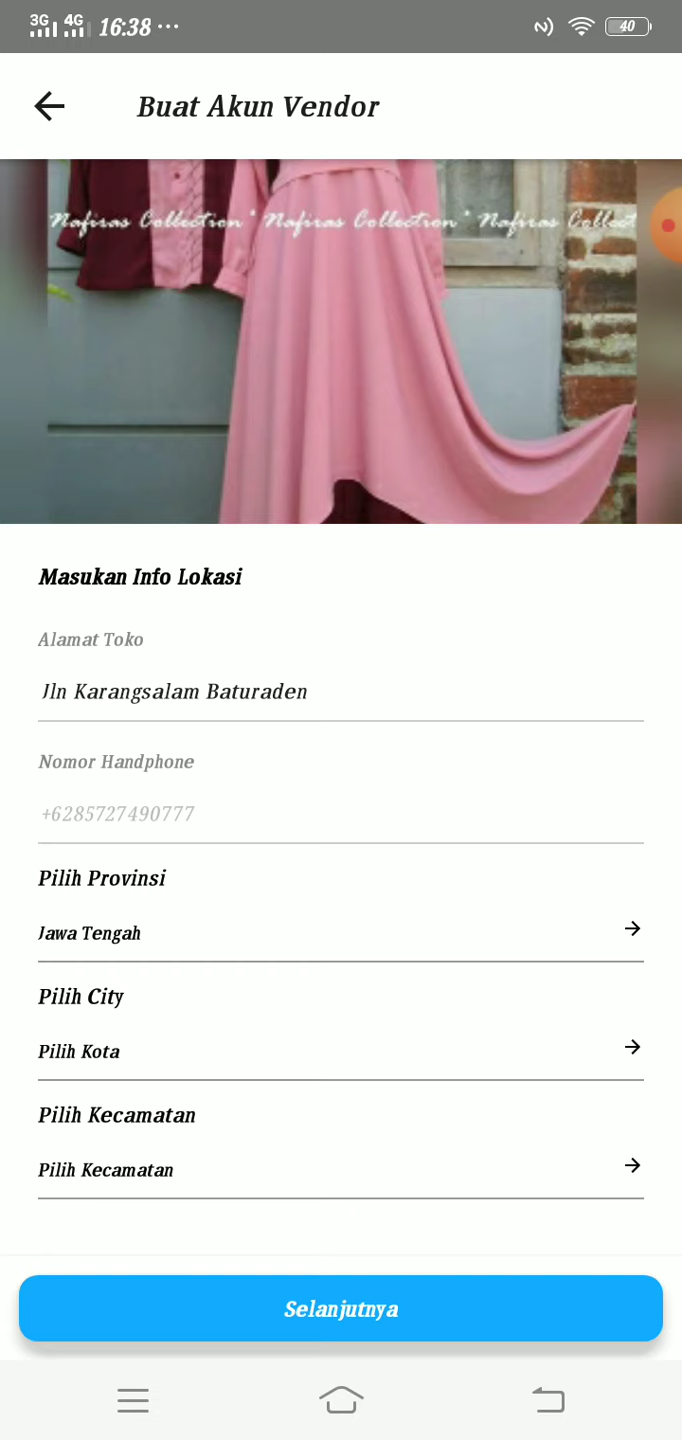 3G 4G 16:38 ... 40
Buat Akun Vendor
Nafiras Collection * Nafiras Collection * Nafiras Collect
Masukan Info Lokasi
Alamat Toko
Jln Karangsalam Baturaden
Nomor Handphone
+6285727490777
Pilih Provinsi
Jawa Tengah
Pilih City
Pilih Kota
Pilih Kecamatan
Pilih Kecamatan
Selanjutnya